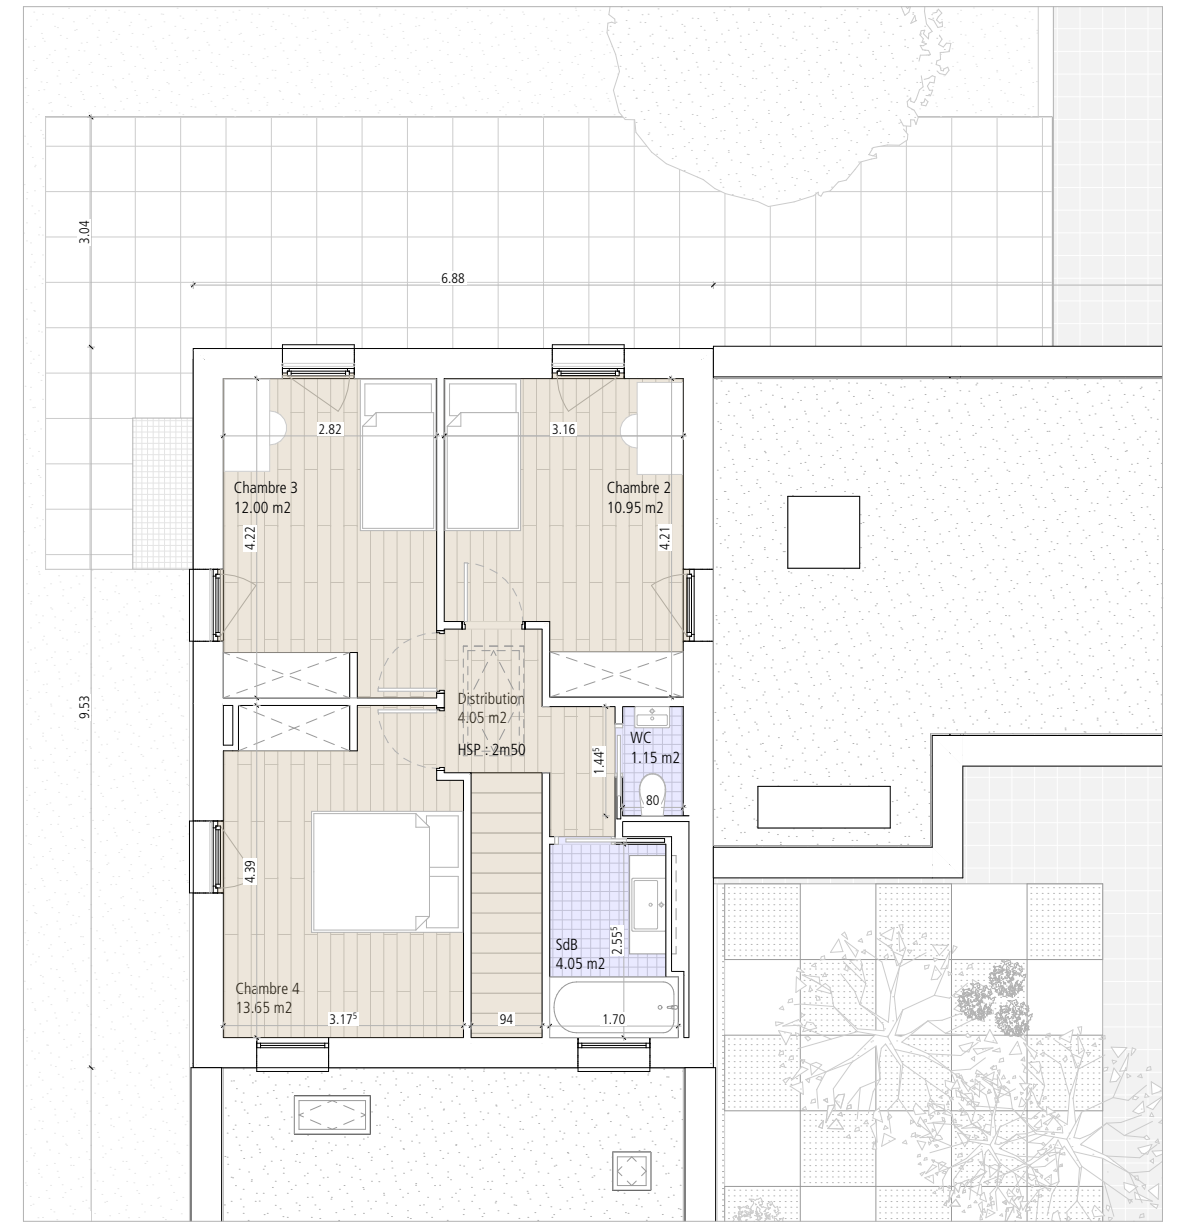 3.04
6.88
2.82
3.16
Chambre 3
12.00 m2
Chambre 2
10.95 m2
4.22
4.21
9.53
Distribution
4.05 m2
HSP : 2m50
WC
1.15 m2
1.44⁵
80
4.39
SdB
4.05 m2
2.55⁵
Chambre 4
13.65 m2
3.17⁵
94
1.70